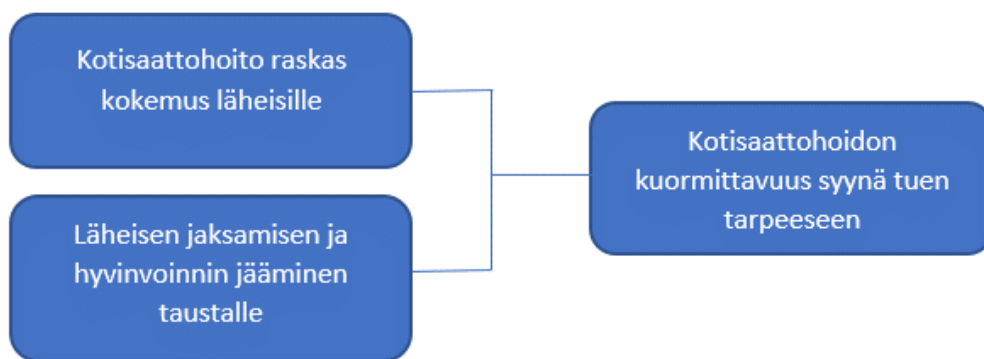 Kotisaattohoito raskas
kokemus läheisille
Läheisen jaksamisen ja
hyvinvoinnin jääminen
taustalle
Kotisaattohoidon
kuormittavuus syynä tuen
tarpeeseen